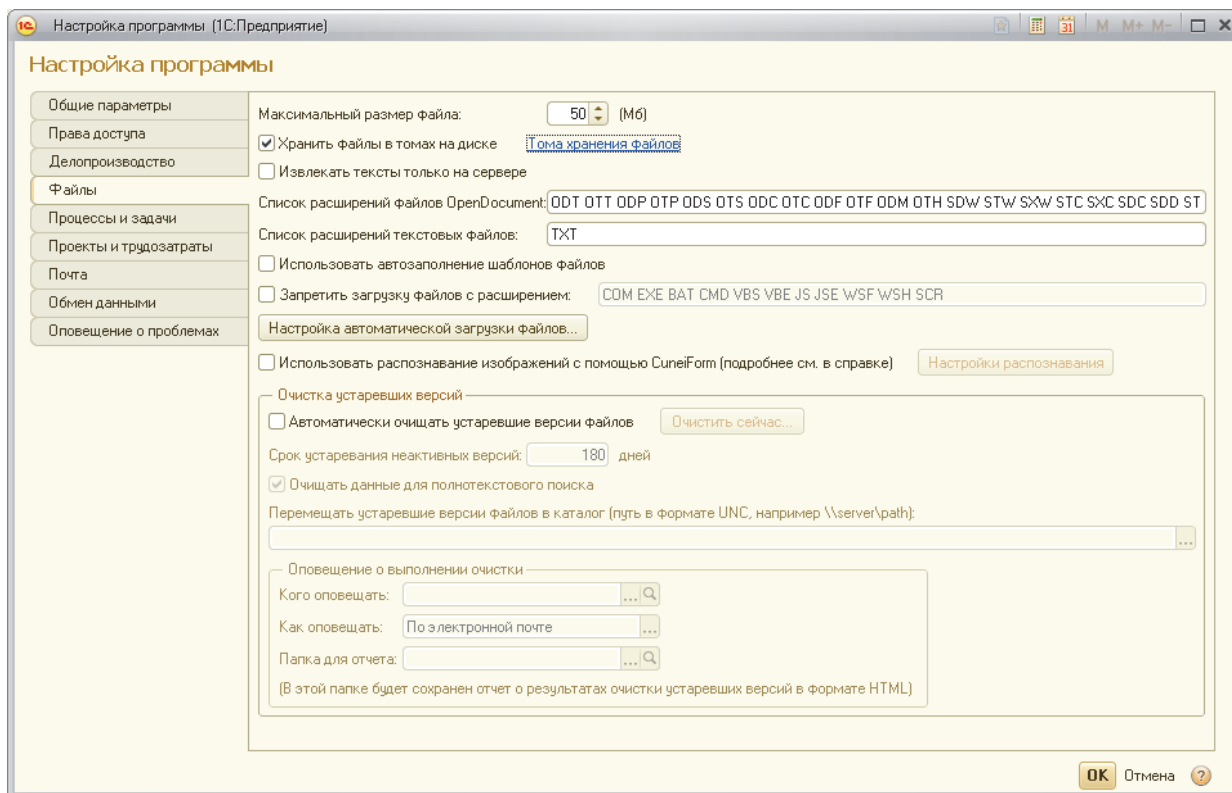 1С Настройка программы (1С:Предприятие) 31 M M+ M-
Настройка программы
Общие параметры
Права доступа
Делопроизводство
Файлы
Процессы и задачи
Проекты и трудозатраты
Почта
Обмен данными
Оповещение о проблемах
Максимальный размер файла: 50 (Мб)
Хранить файлы в томах на диске Тома хранения файлов
Извлекать тексты только на сервере
Список расширений файлов OpenDocument: ODT OTT ODP OTP ODS OTS ODC OTC ODF OTF ODM OTH SDW STW SXW STC SXC SDC SDD ST
Список расширений текстовых файлов: TXT
Использовать автозаполнение шаблонов файлов
Запретить загрузку файлов с расширением: COM EXE BAT CMD VBS VBE JS JSE WSF WSH SCR
Настройка автоматической загрузки файлов...
Использовать распознавание изображений с помощью CuneiForm (подробнее см. в справке) Настройки распознавания
Очистка устаревших версий
Автоматически очищать устаревшие версии файлов Очистить сейчас...
Срок устаревания неактивных версий: 180 дней
Очищать данные для полнотекстового поиска
Перемещать устаревшие версии файлов в каталог (путь в формате UNC, например \\server\path):
...
Оповещение о выполнении очистки
Кого оповещать: ...
Как оповещать: По электронной почте ...
Папка для отчета: ...
(В этой папке будет сохранен отчет о результатах очистки устаревших версий в формате HTML)
OK Отмена ?